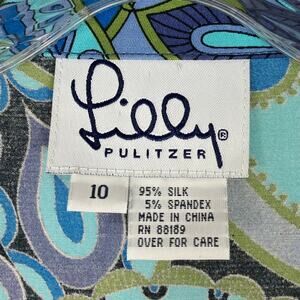 Lilly®
PULITZER
10
95% SILK
5% SPANDEX
MADE IN CHINA
RN 88189
OVER FOR CARE